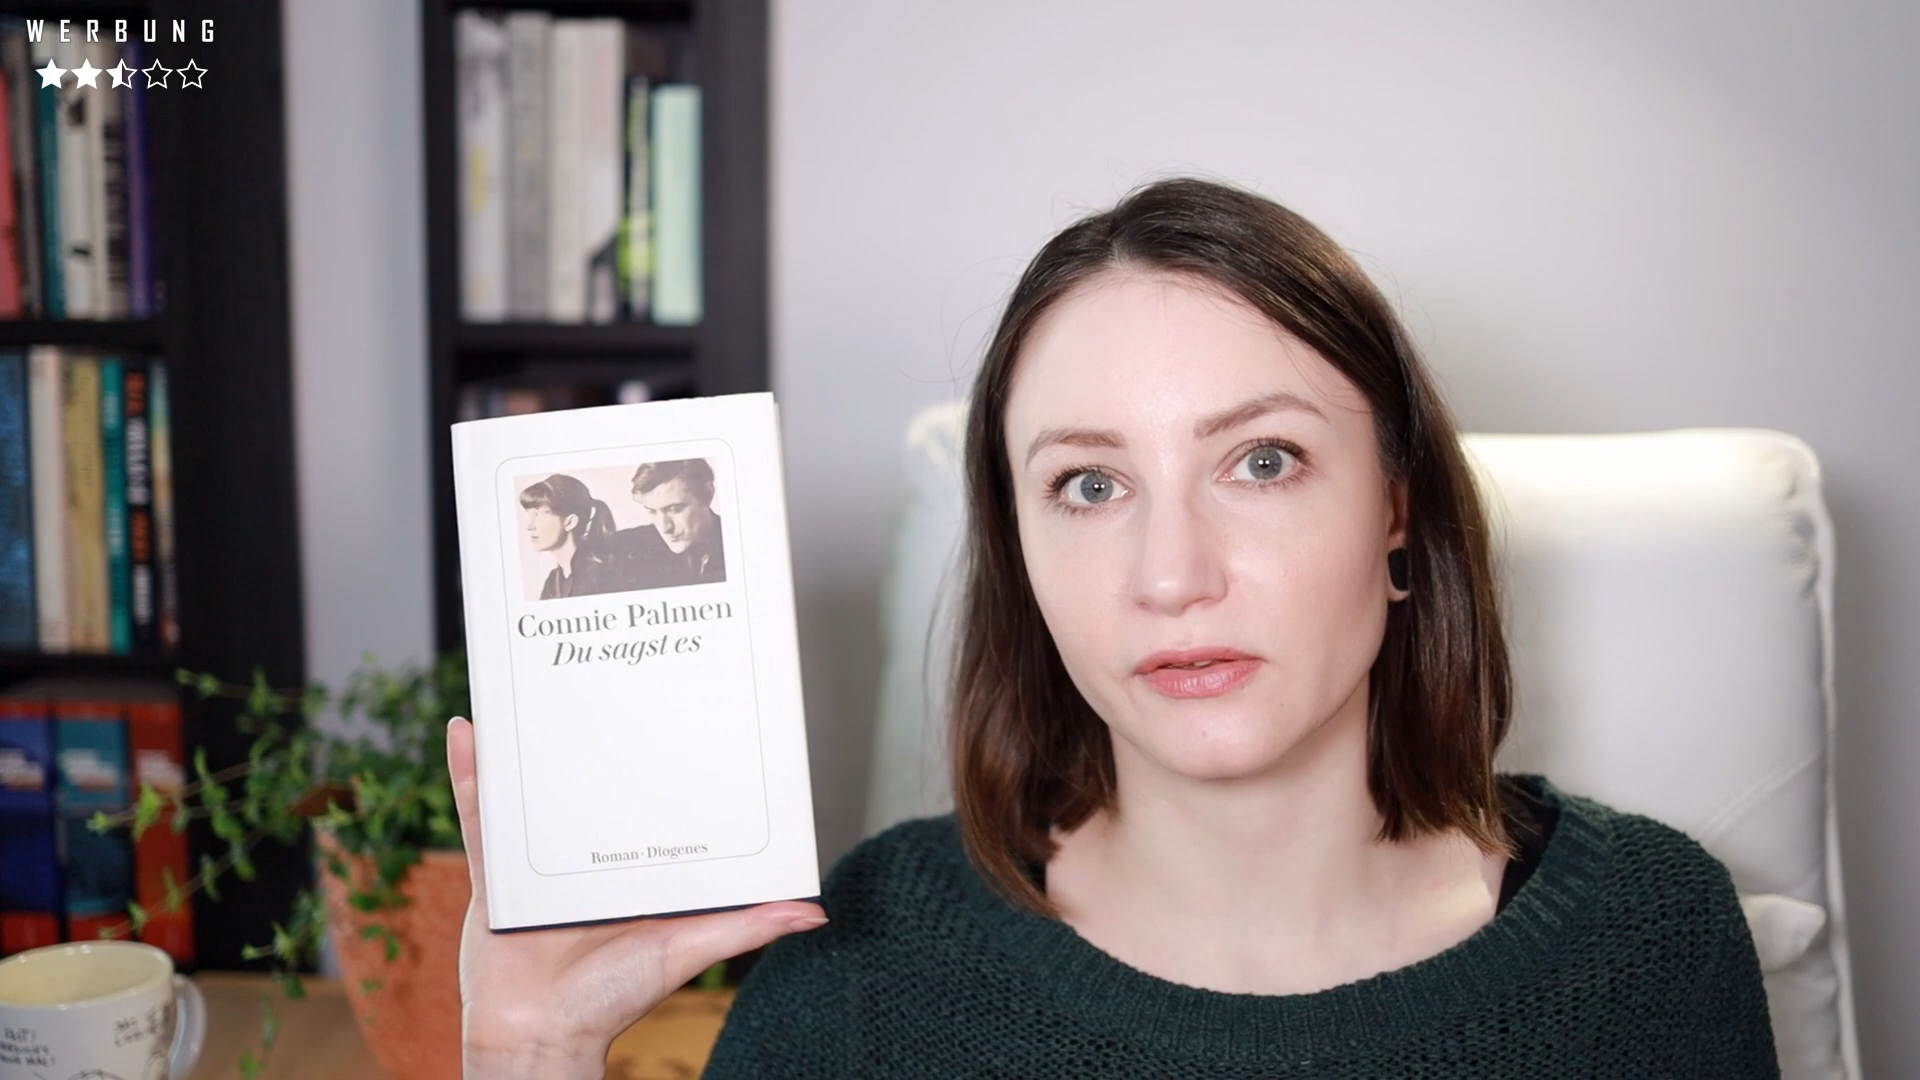 WERBUNG
Connie Palmen
Du sagst es
Roman · Diogenes